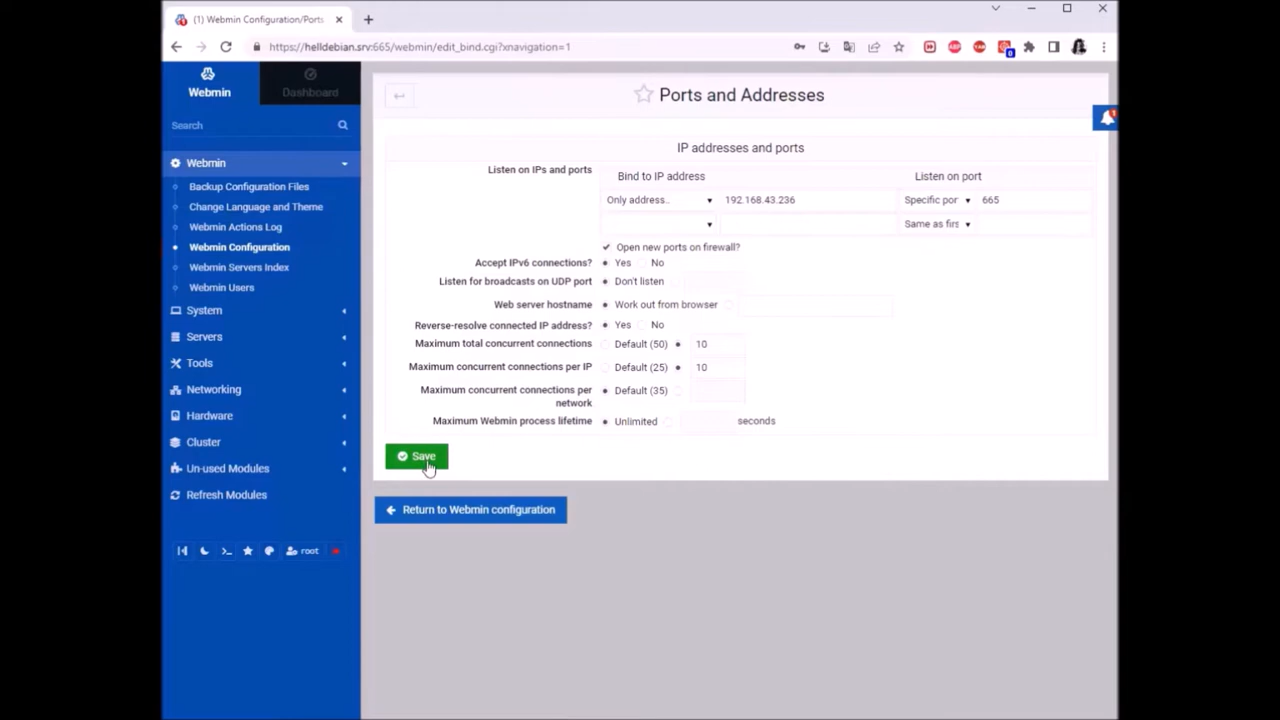 (1) Webmin Configuration/Ports
https://helldebian.srv:665/webmin/edit_bind.cgi?xnavigation=1
0
Webmin
Dashboard
Search
Webmin
Backup Configuration Files
Change Language and Theme
Webmin Actions Log
Webmin Configuration
Webmin Servers Index
Webmin Users
System
Servers
Tools
Networking
Hardware
Cluster
Un-used Modules
Refresh Modules
root
Ports and Addresses
IP addresses and ports
Listen on IPs and ports
Bind to IP address
Listen on port
Only address..
192.168.43.236
Specific por
665
Same as firs
Open new ports on firewall?
Accept IPv6 connections?
Yes
No
Listen for broadcasts on UDP port
Don't listen
Web server hostname
Work out from browser
Reverse-resolve connected IP address?
Yes
No
Maximum total concurrent connections
Default (50)
10
Maximum concurrent connections per IP
Default (25)
10
Maximum concurrent connections per
network
Default (35)
Maximum Webmin process lifetime
Unlimited
seconds
Save
Return to Webmin configuration